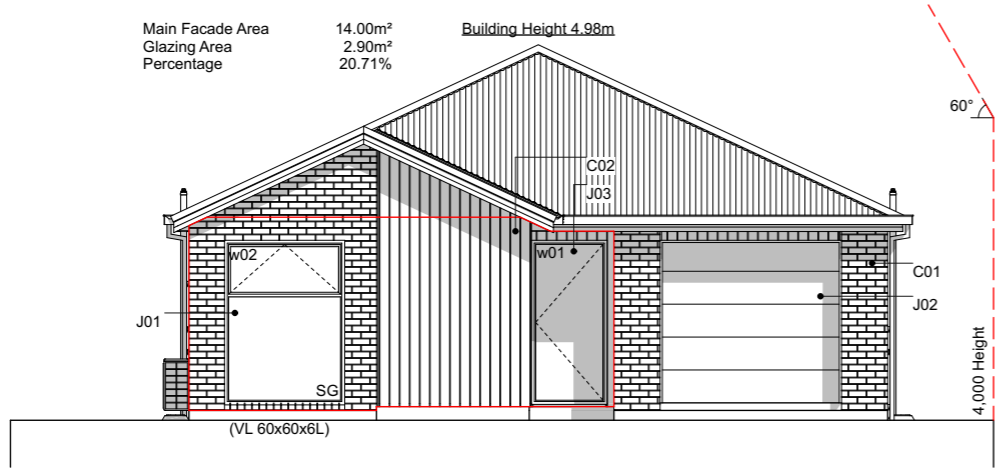 Main Facade Area 14.00m²
Glazing Area 2.90m²
Percentage 20.71%
Building Height 4.98m
60°
C02
J03
w02
w01
C01
J02
J01
4,000 Height
SG
(VL 60x60x6L)